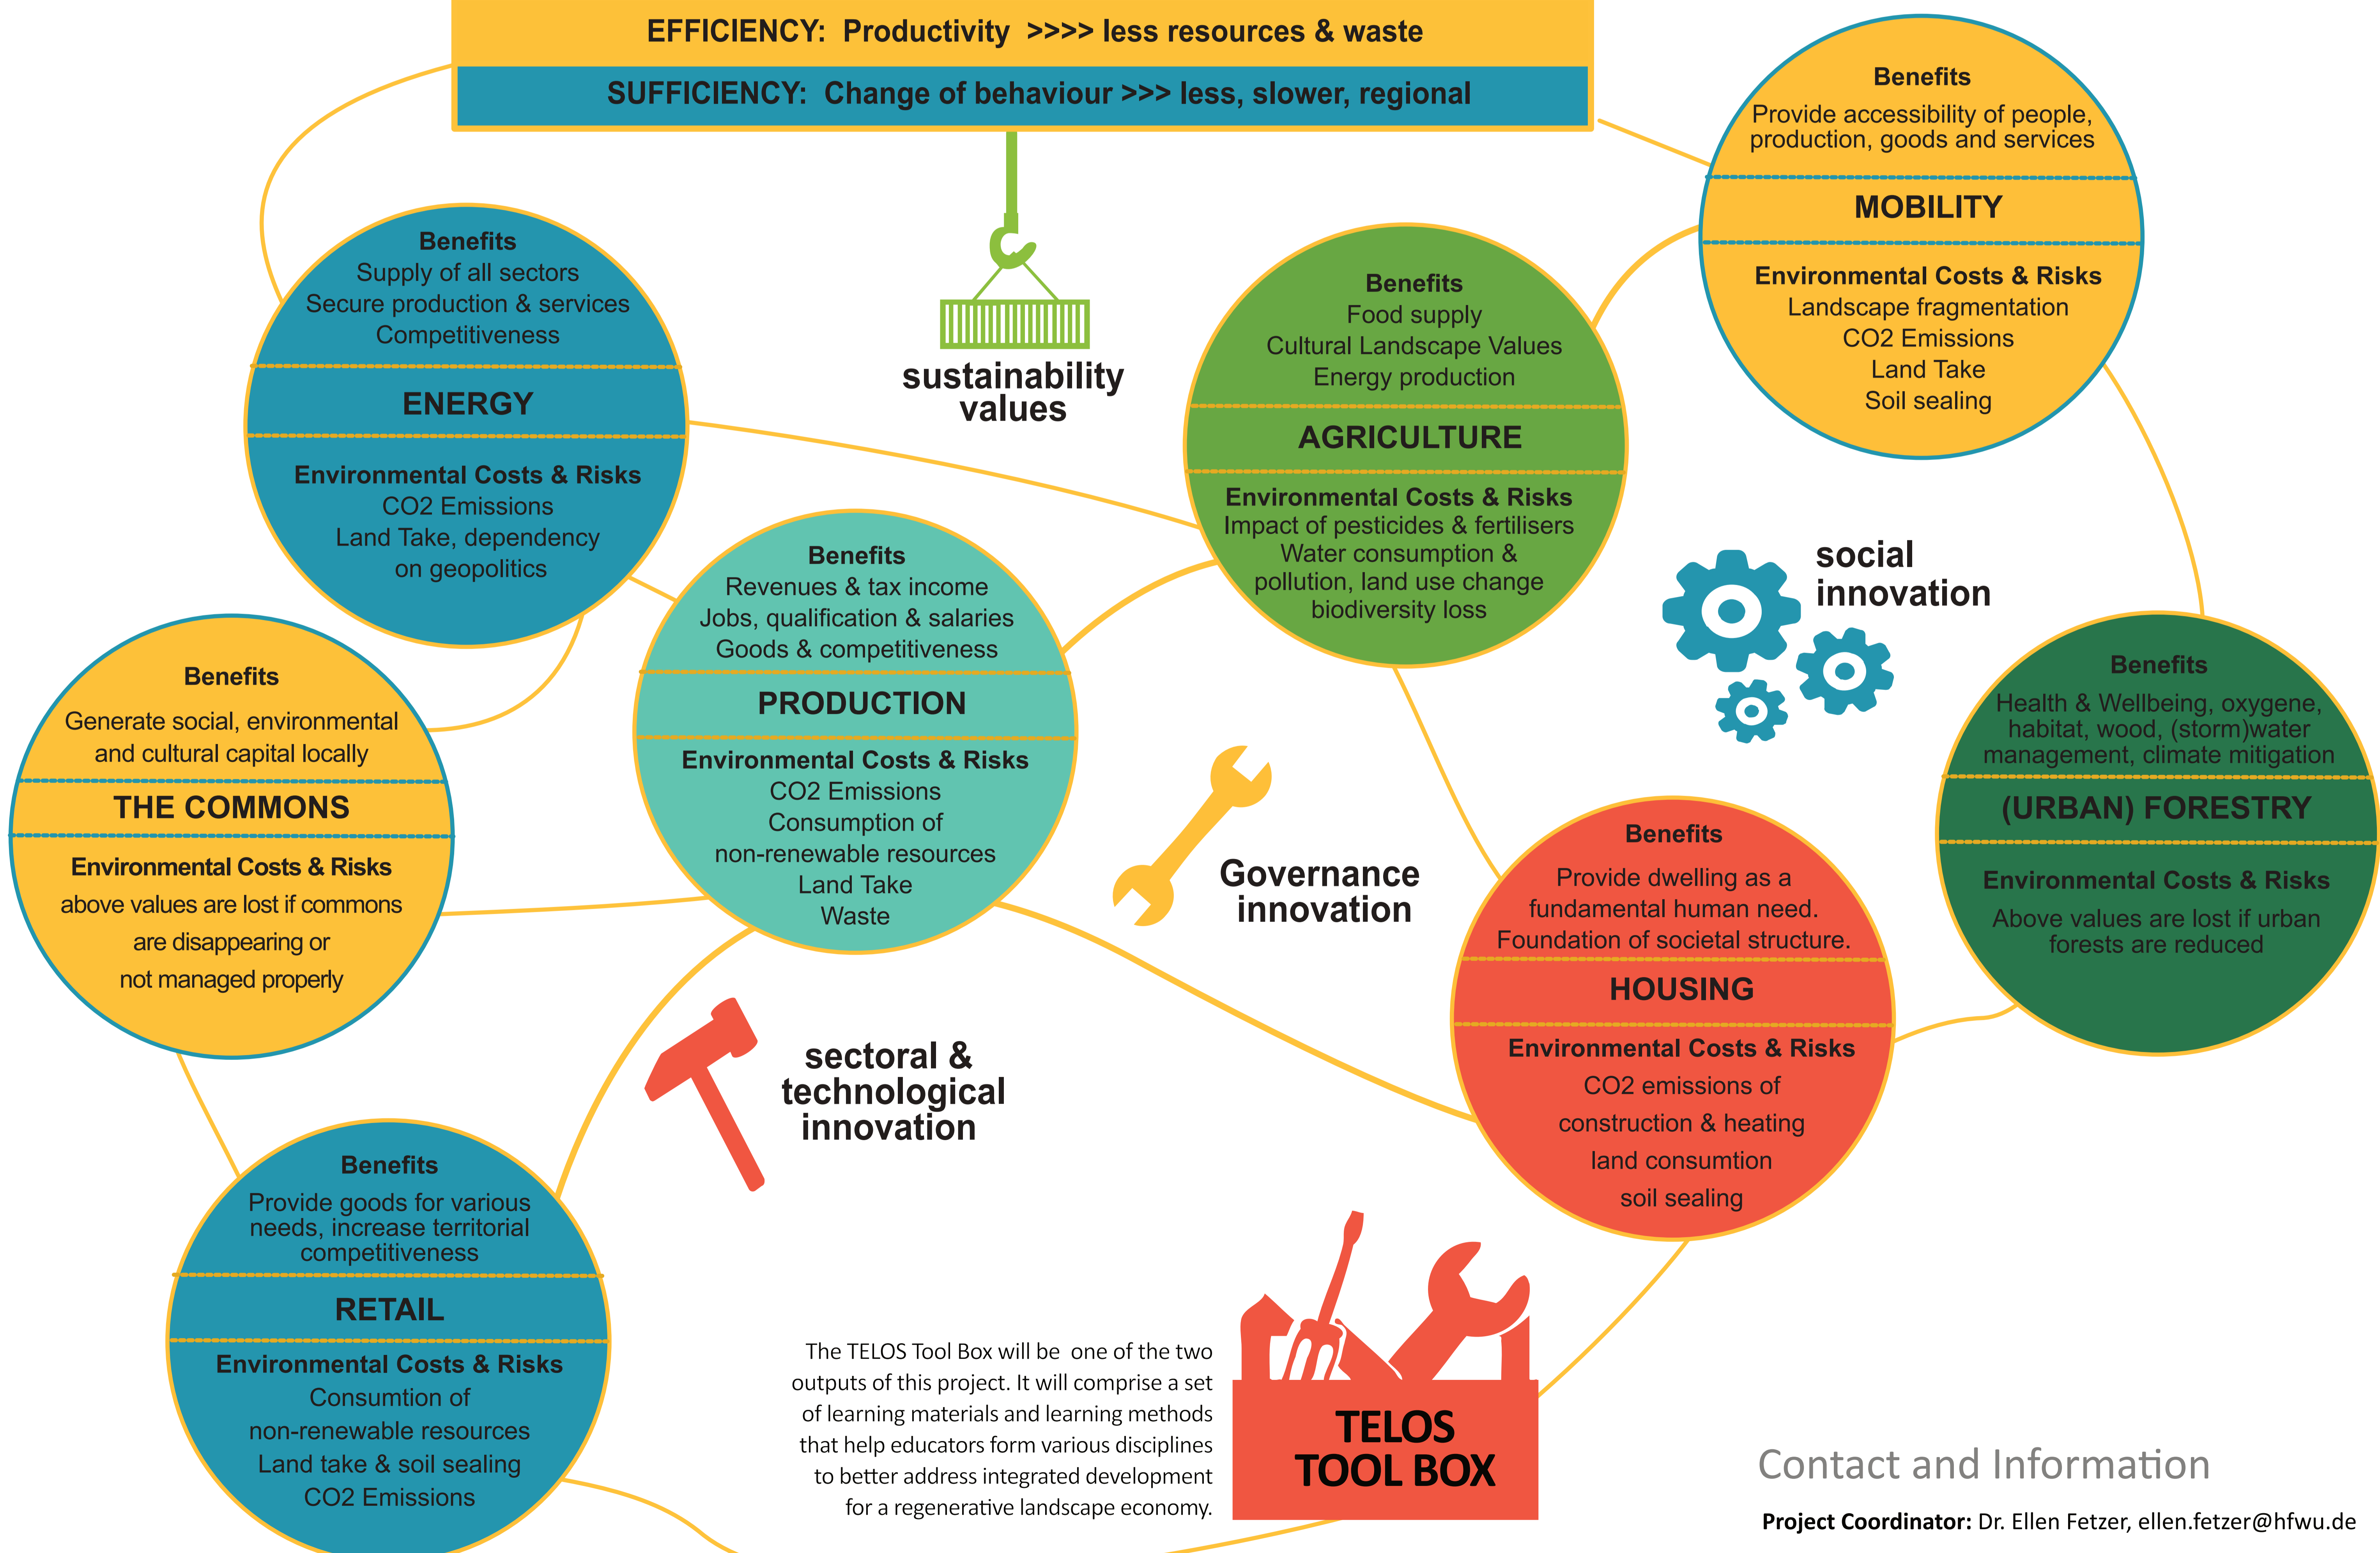 EFFICIENCY: Productivity >>>> less resources & waste
SUFFICIENCY: Change of behaviour >>> less, slower, regional
Benefits
Provide accessibility of people,
production, goods and services
MOBILITY
Environmental Costs & Risks
Landscape fragmentation
CO2 Emissions
Land Take
Soil sealing
Benefits
Supply of all sectors
Secure production & services
Competitiveness
ENERGY
Environmental Costs & Risks
CO2 Emissions
Land Take, dependency
on geopolitics
sustainability
values
Benefits
Food supply
Cultural Landscape Values
Energy production
AGRICULTURE
Environmental Costs & Risks
Impact of pesticides & fertilisers
Water consumption &
pollution, land use change
biodiversity loss
social
innovation
Benefits
Revenues & tax income
Jobs, qualification & salaries
Goods & competitiveness
PRODUCTION
Environmental Costs & Risks
CO2 Emissions
Consumption of
non-renewable resources
Land Take
Waste
Benefits
Generate social, environmental
and cultural capital locally
THE COMMONS
Environmental Costs & Risks
above values are lost if commons
are disappearing or
not managed properly
Benefits
Health & Wellbeing, oxygene,
habitat, wood, (storm)water
management, climate mitigation
(URBAN) FORESTRY
Environmental Costs & Risks
Above values are lost if urban
forests are reduced
Governance
innovation
Benefits
Provide dwelling as a
fundamental human need.
Foundation of societal structure.
HOUSING
Environmental Costs & Risks
CO2 emissions of
construction & heating
land consumtion
soil sealing
sectoral &
technological
innovation
Benefits
Provide goods for various
needs, increase territorial
competitiveness
RETAIL
Environmental Costs & Risks
Consumtion of
non-renewable resources
Land take & soil sealing
CO2 Emissions
The TELOS Tool Box will be one of the two
outputs of this project. It will comprise a set
of learning materials and learning methods
that help educators form various disciplines
to better address integrated development
for a regenerative landscape economy.
TELOS
TOOL BOX
Contact and Information
Project Coordinator: Dr. Ellen Fetzer, ellen.fetzer@hfwu.de